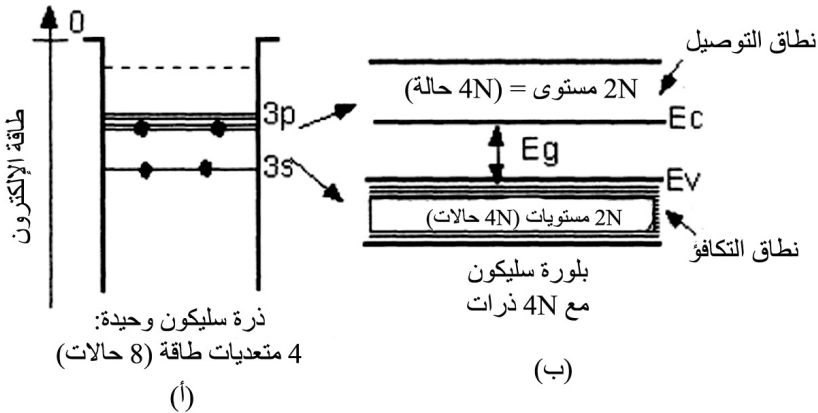 0
طاقة الإلكترون
3p
3s
ذرة سليكون وحيدة:
4 متعديات طاقة (8 حالات)
(أ)
نطاق التوصيل
2N مستوى = (4N حالة)
Ec
Eg
Ev
2N مستويات (4N حالات)
نطاق التكافؤ
بلورة سليكون
مع 4N ذرات
(ب)